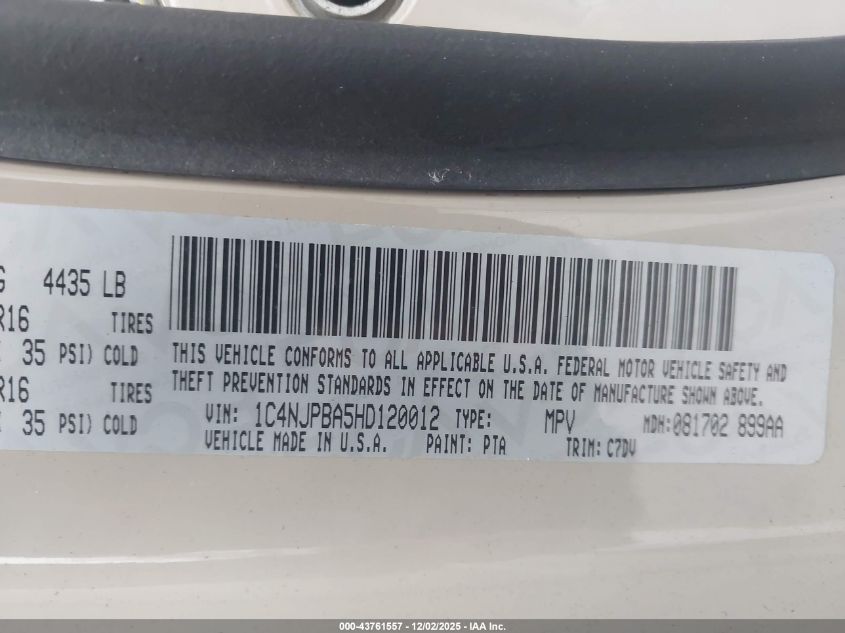 4435 LB
R16 TIRES
35 PSI) COLD
R16 TIRES
35 PSI) COLD
THIS VEHICLE CONFORMS TO ALL APPLICABLE U.S.A. FEDERAL MOTOR VEHICLE SAFETY AND
THEFT PREVENTION STANDARDS IN EFFECT ON THE DATE OF MANUFACTURE SHOWN ABOVE.
VIN: 1C4NJPBA5HD120012 TYPE: MPV MDH:081702 899AA
VEHICLE MADE IN U.S.A. PAINT: PTA TRIM: C7DV
000-43761557 - 12/02/2025 - IAA Inc.